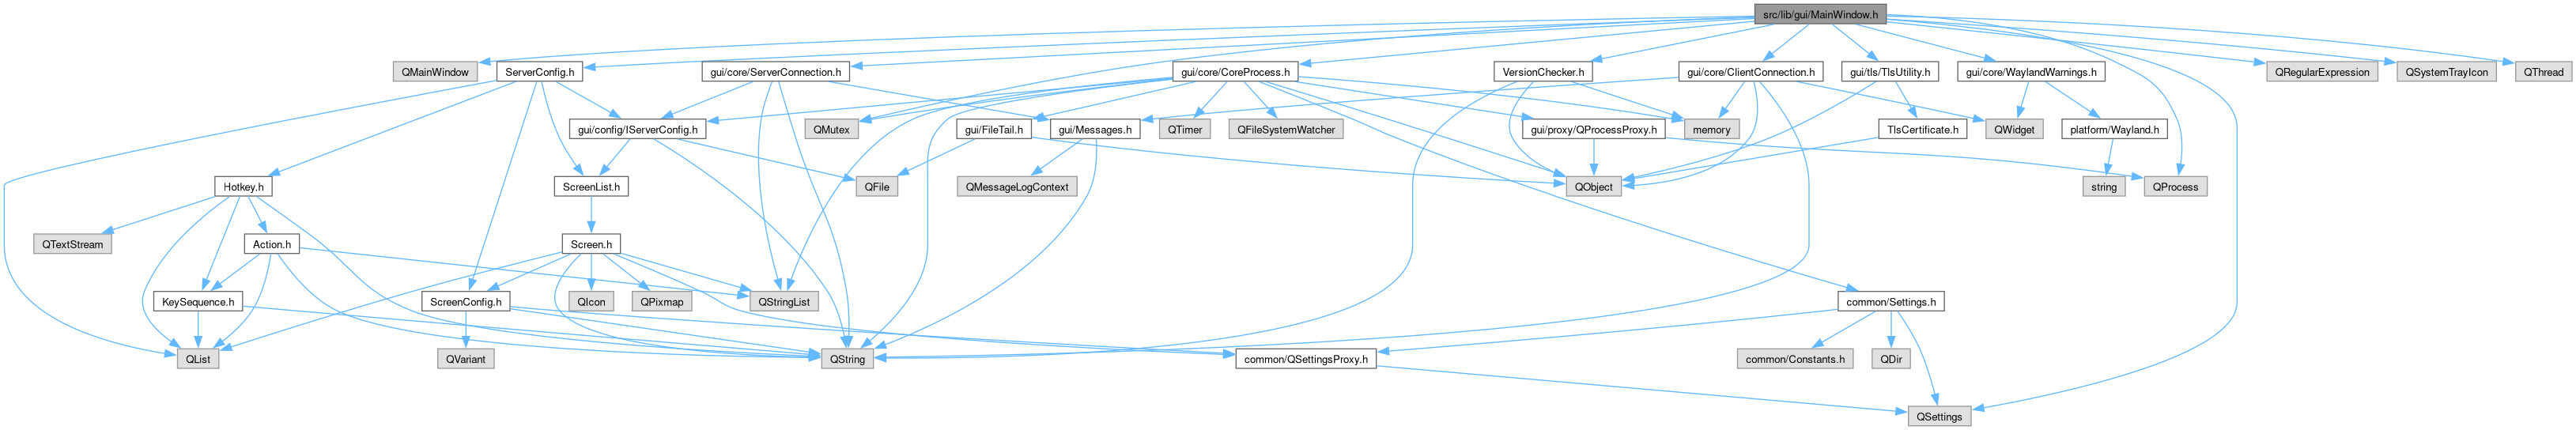 src/lib/gui/MainWindow.h
QMainWindow
ServerConfig.h
gui/core/ServerConnection.h
gui/core/CoreProcess.h
VersionChecker.h
gui/core/ClientConnection.h
gui/tls/TlsUtility.h
gui/core/WaylandWarnings.h
QRegularExpression
QSystemTrayIcon
QThread
gui/config/IServerConfig.h
QMutex
gui/FileTail.h
gui/Messages.h
QTimer
QFileSystemWatcher
gui/proxy/QProcessProxy.h
memory
TlsCertificate.h
QWidget
platform/Wayland.h
Hotkey.h
ScreenList.h
QFile
QMessageLogContext
QObject
string
QProcess
QTextStream
Action.h
Screen.h
KeySequence.h
ScreenConfig.h
QIcon
QPixmap
QStringList
common/Settings.h
QList
QVariant
QString
common/QSettingsProxy.h
common/Constants.h
QDir
QSettings